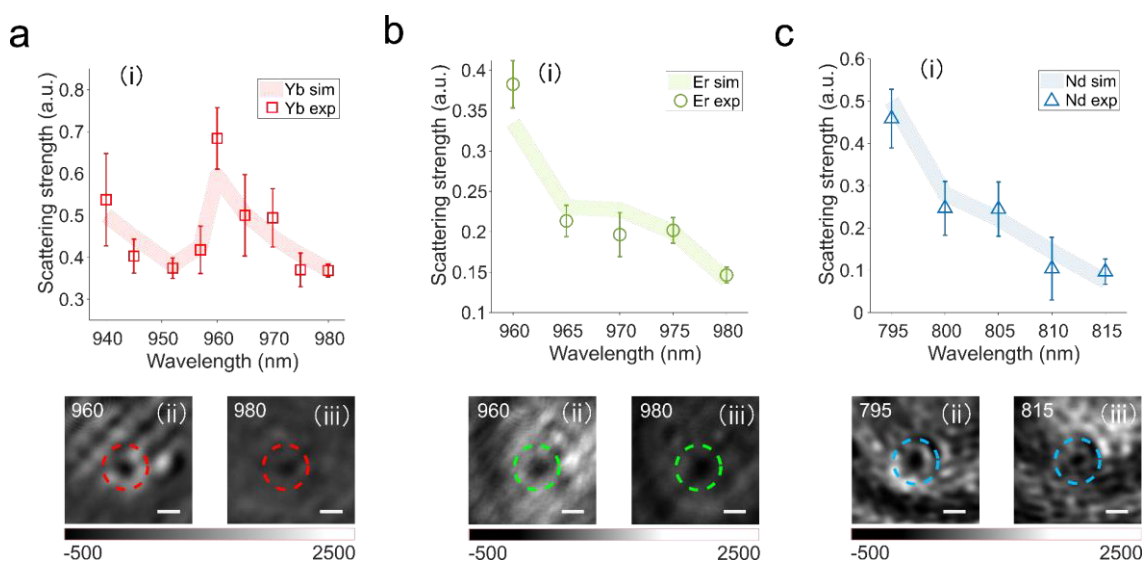 a
(i)
Yb sim
Yb exp
Scattering strength (a.u.)
0.8
0.7
0.6
0.5
0.4
0.3
940
950
960
970
980
Wavelength (nm)
960
(ii)
980
(iii)
-500
2500
b
(i)
Er sim
Er exp
Scattering strength (a.u.)
0.4
0.35
0.3
0.25
0.2
0.15
0.1
960
965
970
975
980
Wavelength (nm)
960
(ii)
980
(iii)
-500
2500
c
(i)
Nd sim
Nd exp
Scattering strength (a.u.)
0.6
0.5
0.4
0.3
0.2
0.1
0
795
800
805
810
815
Wavelength (nm)
795
(ii)
815
(iii)
-500
2500